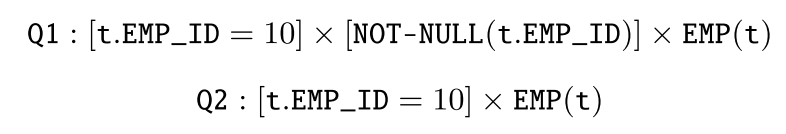 Q1 : [t.EMP_ID = 10] × [NOT-NULL(t.EMP_ID)] × EMP(t)
Q2 : [t.EMP_ID = 10] × EMP(t)